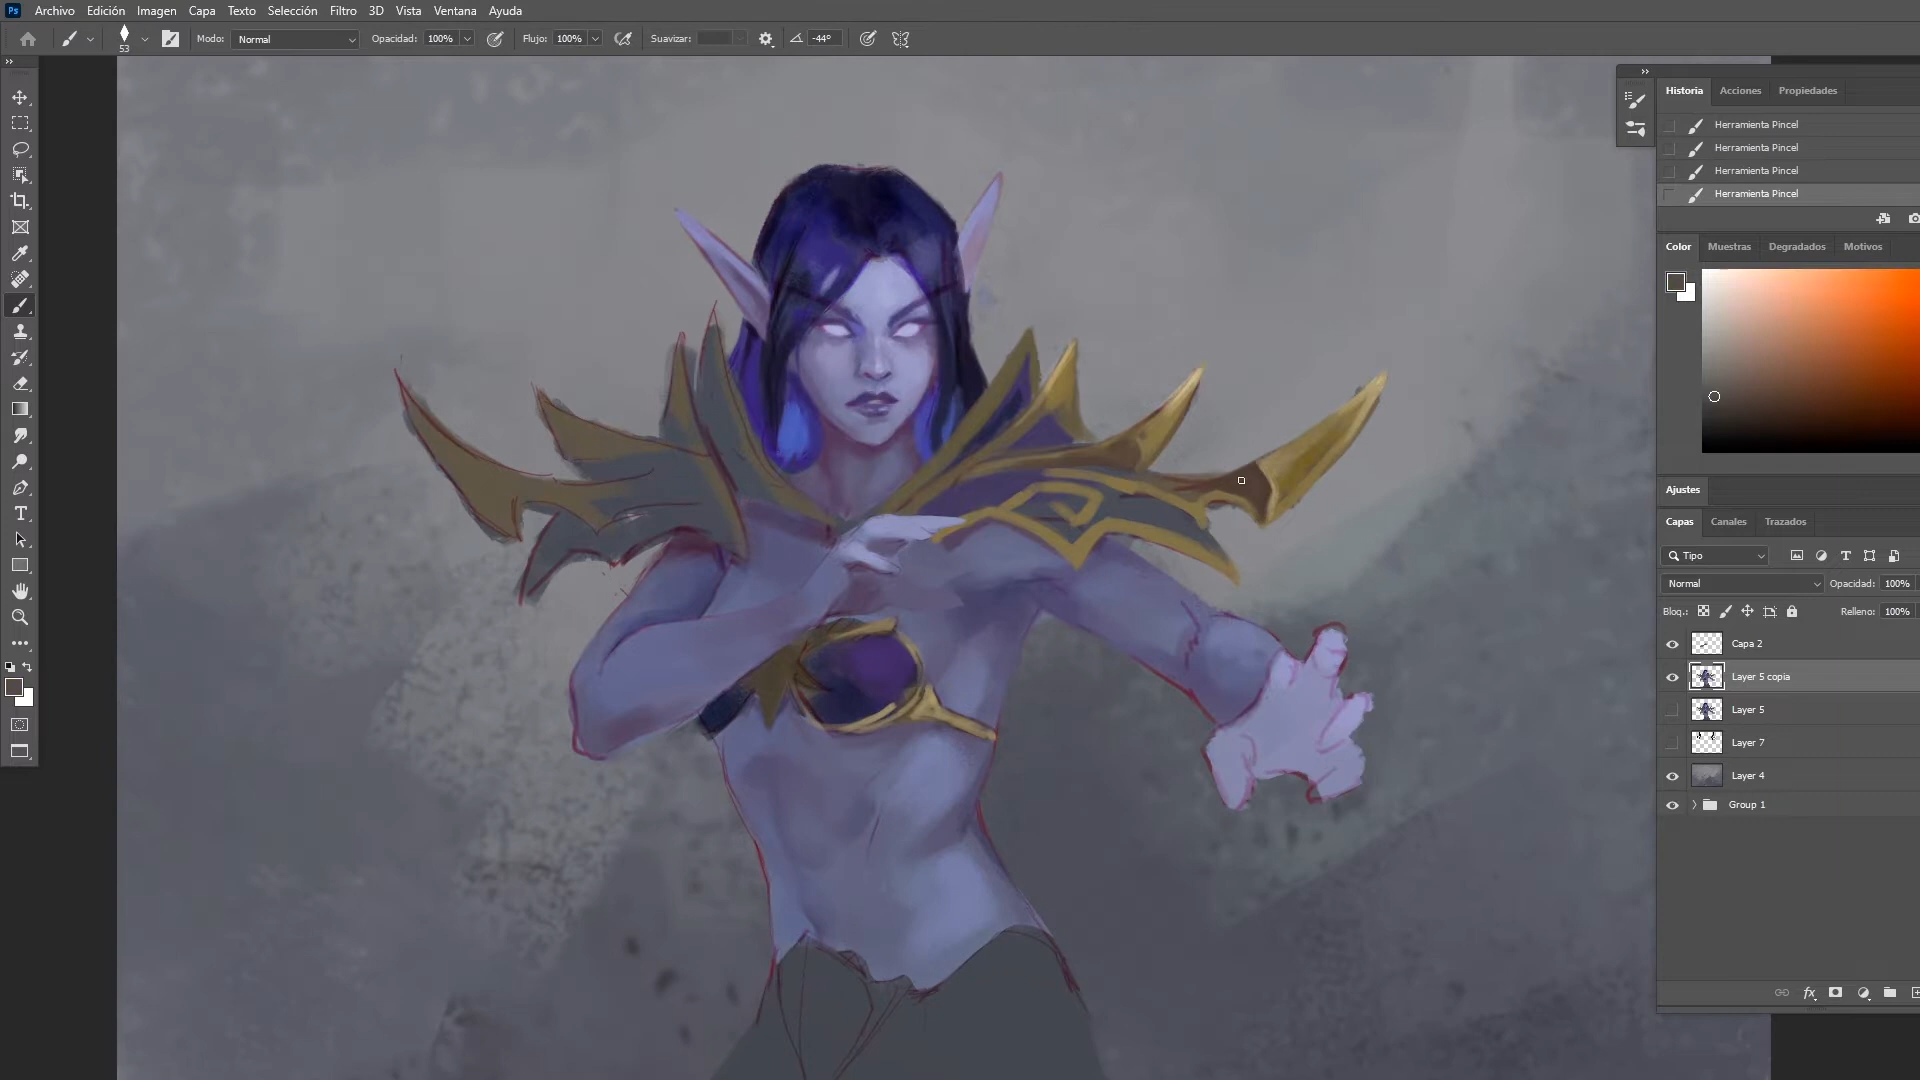 Ps Archivo Edición Imagen Capa Texto Selección Filtro 3D Vista Ventana Ayuda
53 Modo: Normal Opacidad: 100% Flujo: 100% Suavizar: -44º
Historia Acciones Propiedades
Herramienta Pincel
Herramienta Pincel
Herramienta Pincel
Herramienta Pincel
Color Muestras Degradados Motivos
Ajustes
Capas Canales Trazados
Tipo
Normal Opacidad: 100%
Bloq.: Relleno: 100%
Capa 2
Layer 5 copia
Layer 5
Layer 7
Layer 4
Group 1
fx